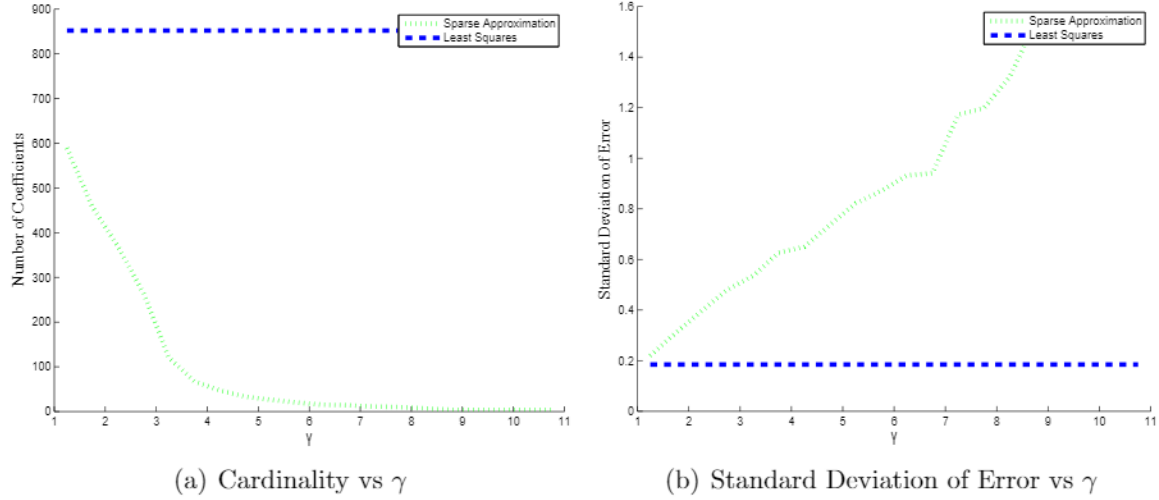 900
800
700
600
500
400
300
200
100
0
1 2 3 4 5 6 7 8 9 10 11
Number of Coefficients
γ
Sparse Approximation
Least Squares
(a) Cardinality vs γ
1.6
1.4
1.2
1
0.8
0.6
0.4
0.2
0
1 2 3 4 5 6 7 8 9 10 11
Standard Deviation of Error
γ
Sparse Approximation
Least Squares
(b) Standard Deviation of Error vs γ